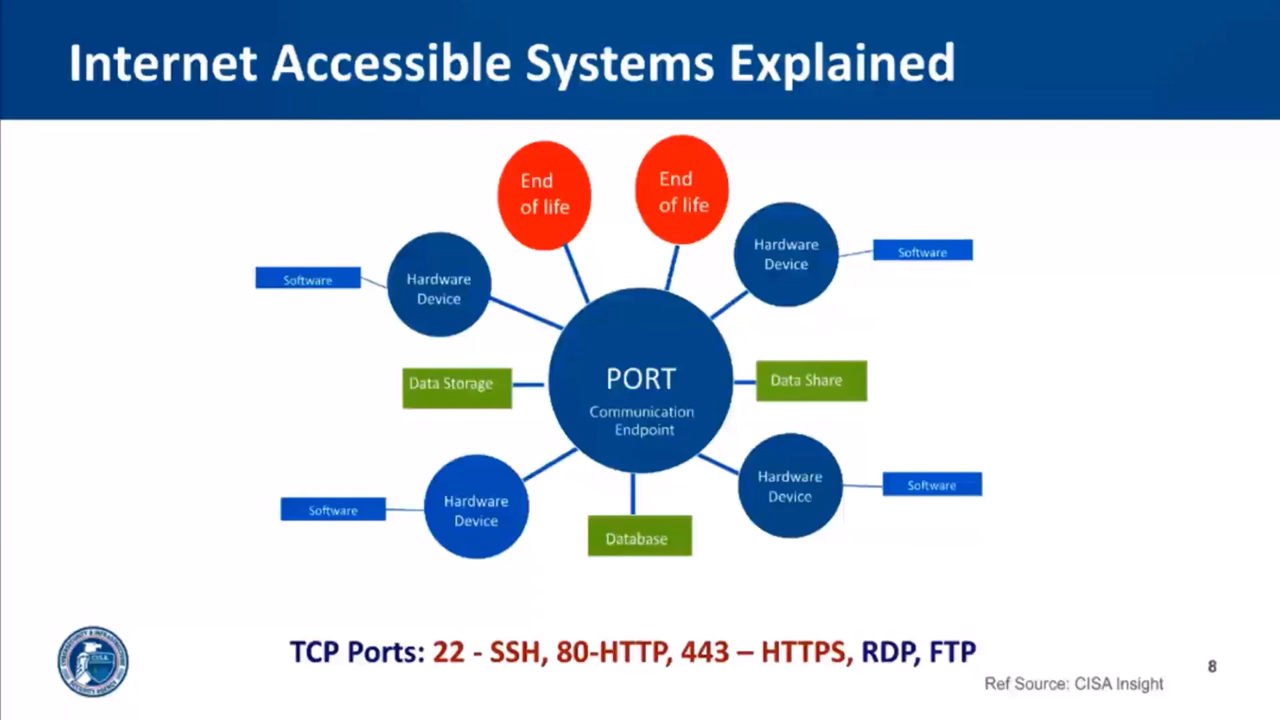 Internet Accessible Systems Explained
End
of life
End
of life
Hardware
Device
Software
Software
Hardware
Device
Data Storage
PORT
Communication
Endpoint
Data Share
Software
Hardware
Device
Database
Hardware
Device
Software
TCP Ports: 22 - SSH, 80-HTTP, 443 – HTTPS, RDP, FTP
Ref Source: CISA Insight
8
CISA